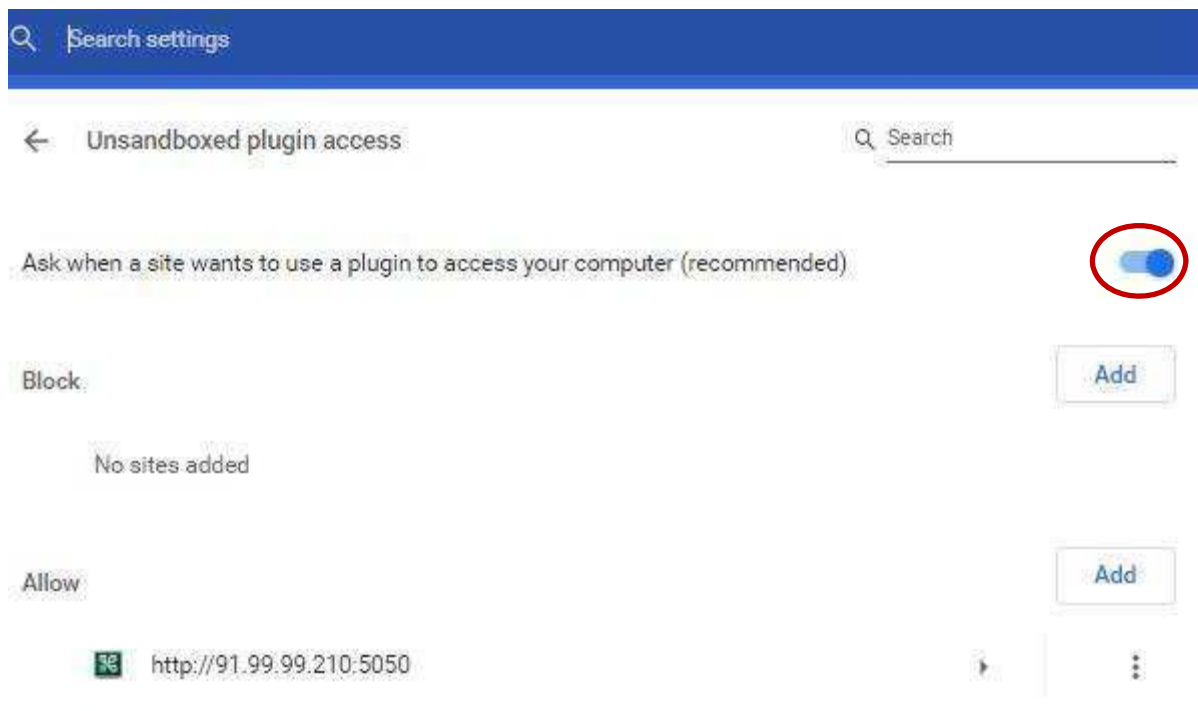 Search settings
Unsandboxed plugin access
Search
Ask when a site wants to use a plugin to access your computer (recommended)
Block
Add
No sites added
Allow
Add
http://91.99.99.210:5050